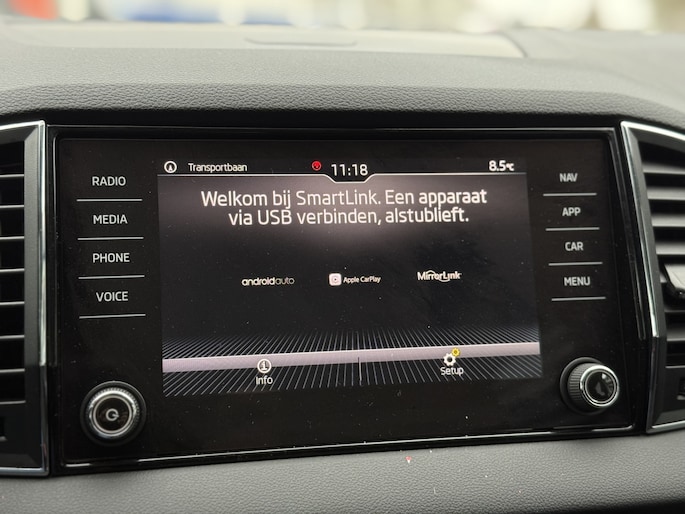 Transportbaan 11:18 8.5°C
RADIO
MEDIA
PHONE
VOICE
Welkom bij SmartLink. Een apparaat
via USB verbinden, alstublieft.
androidauto Apple CarPlay MirrorLink
Info Setup
NAV
APP
CAR
MENU